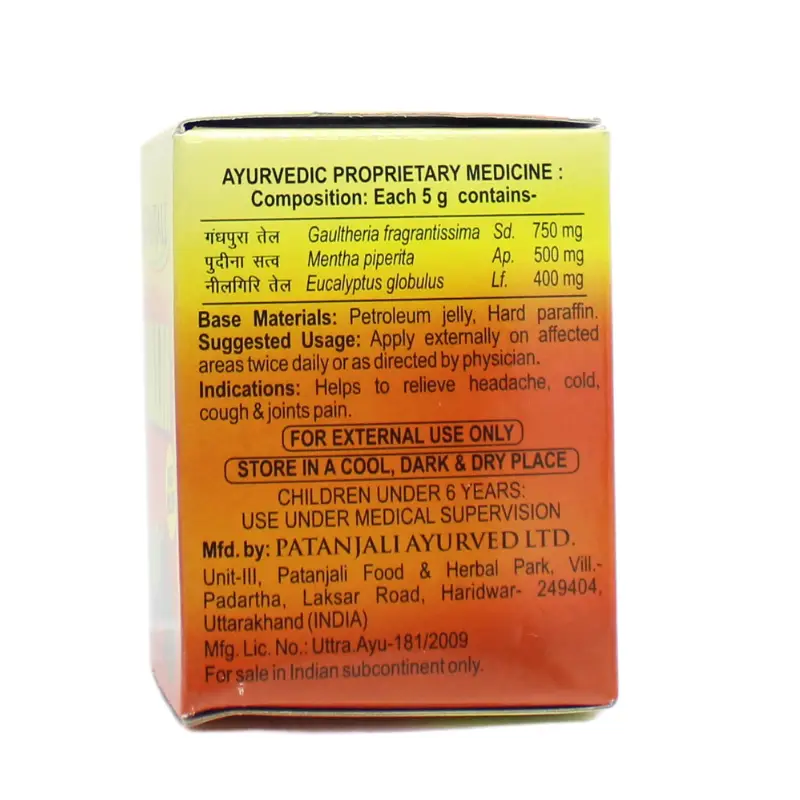 AYURVEDIC PROPRIETARY MEDICINE :
Composition: Each 5 g contains-
गंधपुरा तेल Gaultheria fragrantissima Sd. 750 mg
पुदीना सत्व Mentha piperita Ap. 500 mg
नीलगिरि तेल Eucalyptus globulus Lf. 400 mg
Base Materials: Petroleum jelly, Hard paraffin.
Suggested Usage: Apply externally on affected
areas twice daily or as directed by physician.
Indications: Helps to relieve headache, cold,
cough & joints pain.
FOR EXTERNAL USE ONLY
STORE IN A COOL, DARK & DRY PLACE
CHILDREN UNDER 6 YEARS:
USE UNDER MEDICAL SUPERVISION
Mfd. by: PATANJALI AYURVED LTD.
Unit-III, Patanjali Food & Herbal Park, Vill.-
Padartha, Laksar Road, Haridwar- 249404,
Uttarakhand (INDIA)
Mfg. Lic. No.: Uttra.Ayu-181/2009
For sale in Indian subcontinent only.